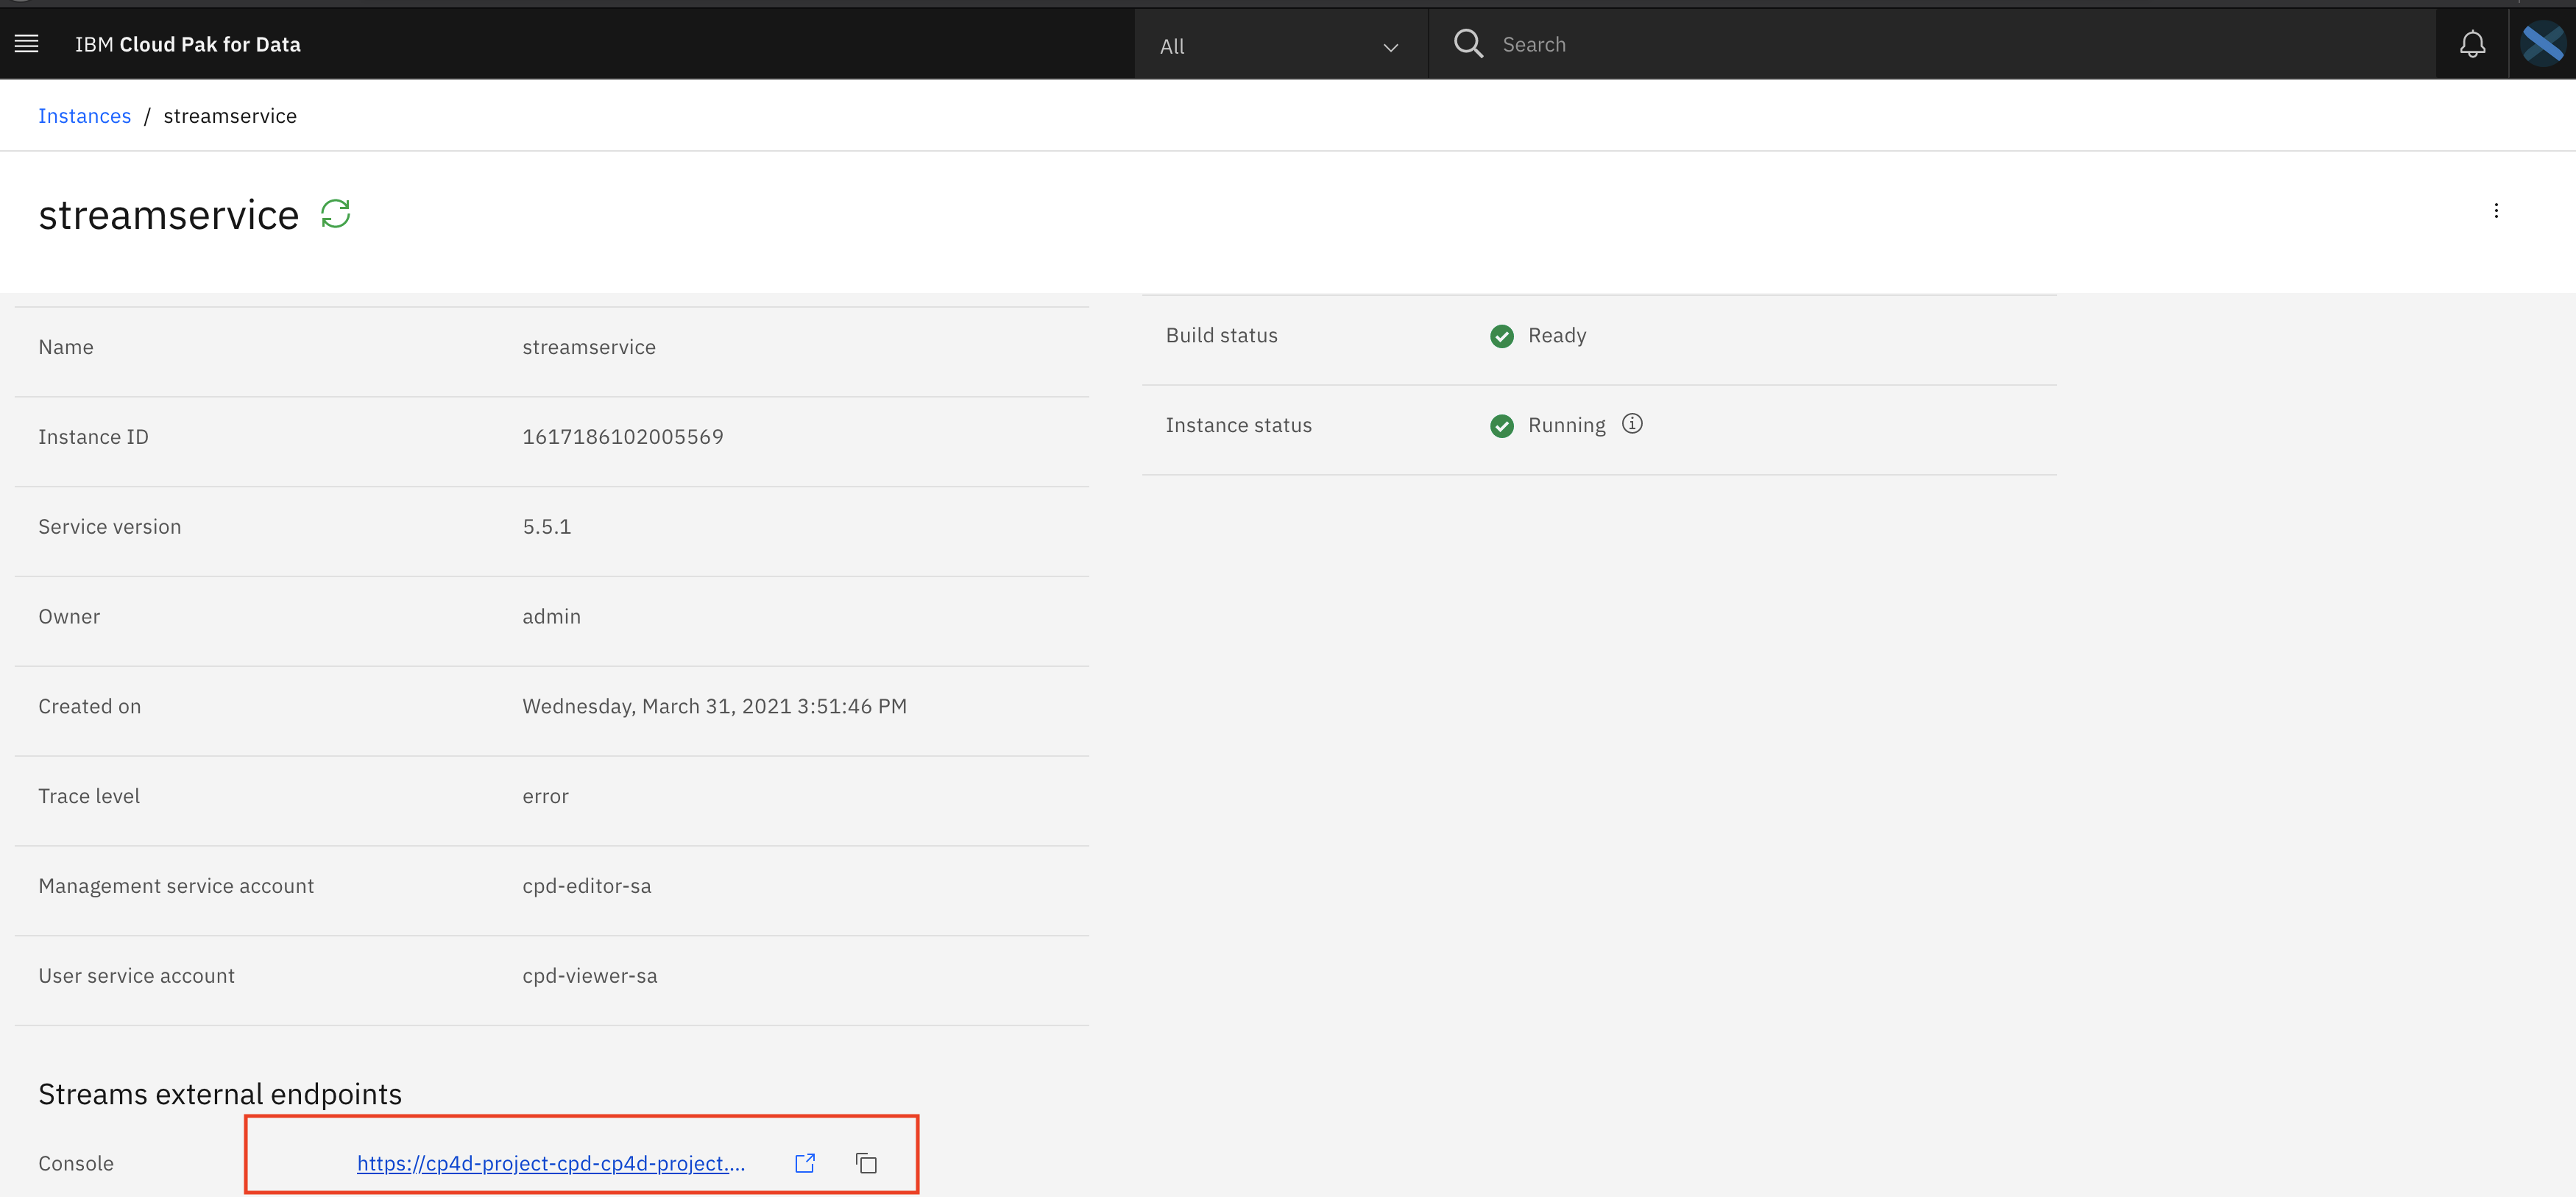 IBM Cloud Pak for Data
All
Search
Instances / streamservice
streamservice
Name streamservice
Instance ID 1617186102005569
Service version 5.5.1
Owner admin
Created on Wednesday, March 31, 2021 3:51:46 PM
Trace level error
Management service account cpd-editor-sa
User service account cpd-viewer-sa
Build status Ready
Instance status Running
Streams external endpoints
Console https://cp4d-project-cpd-cp4d-project....